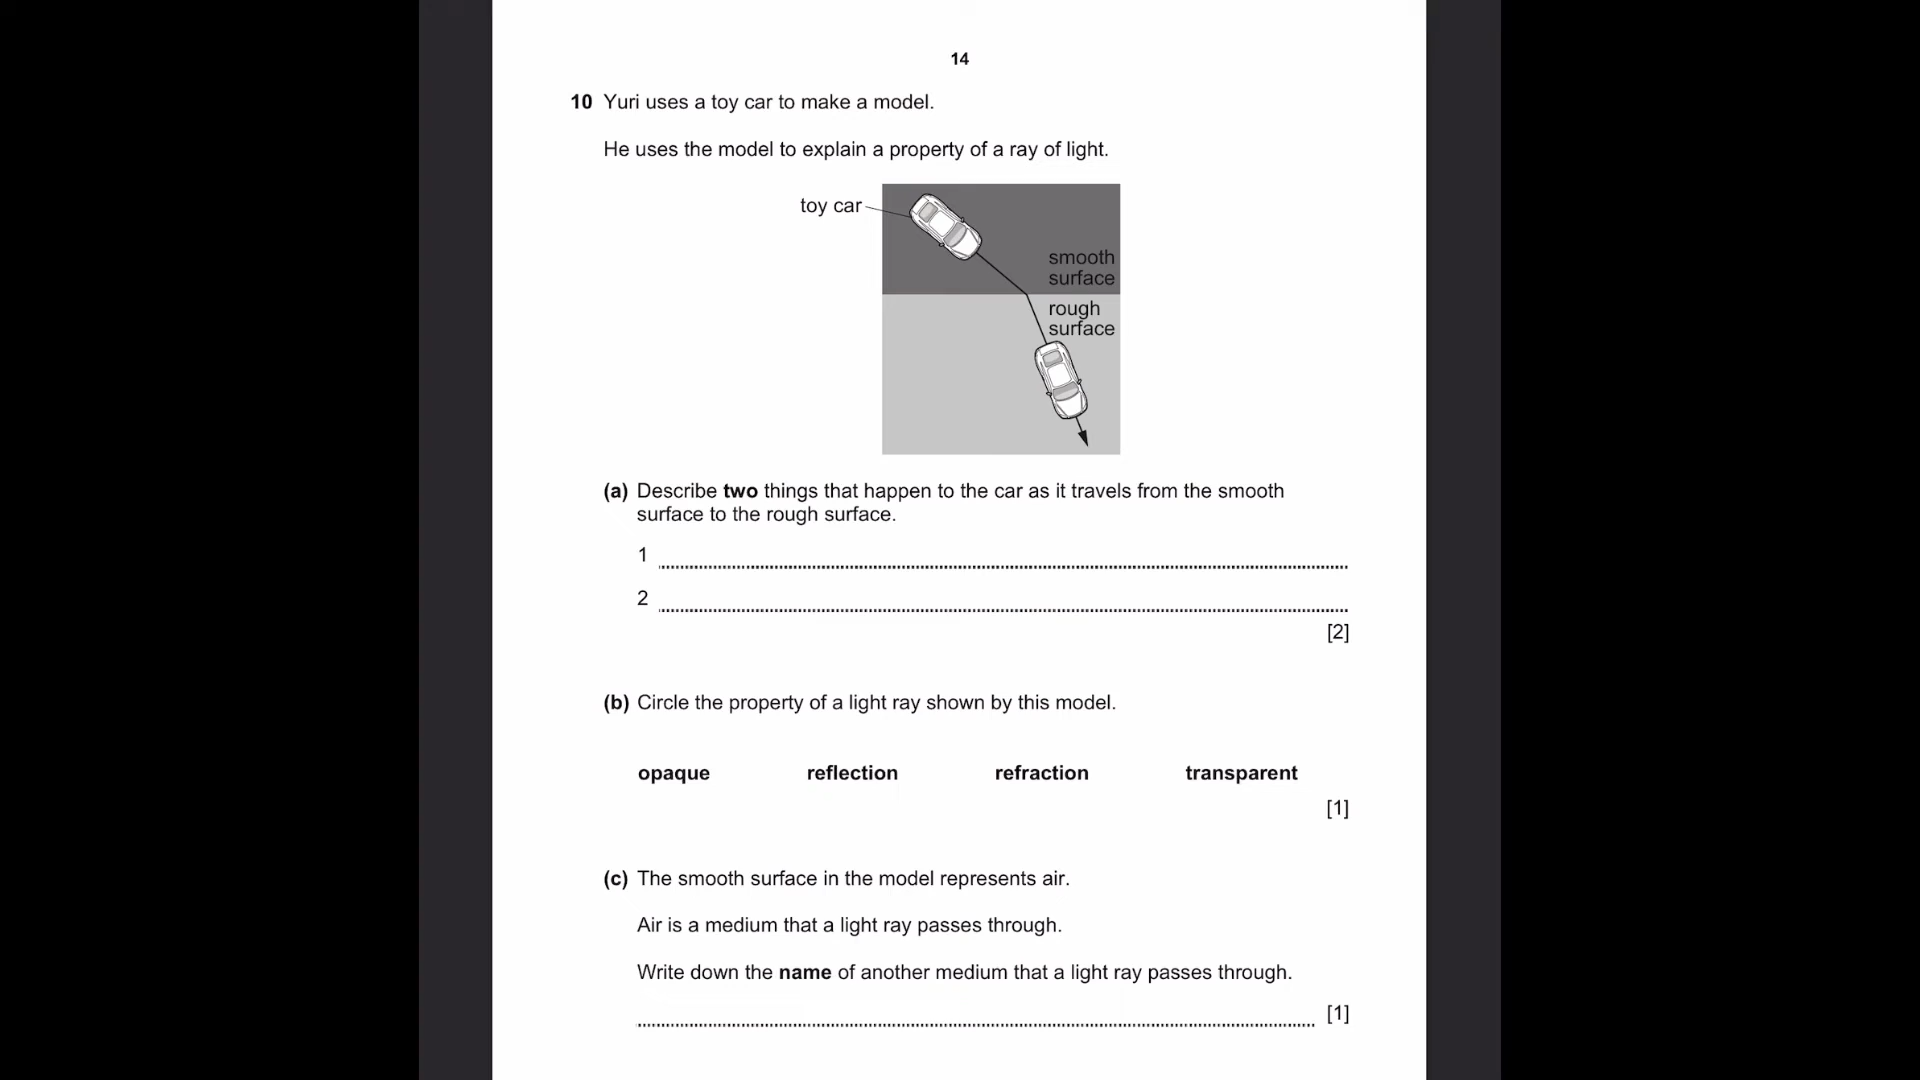 14
10 Yuri uses a toy car to make a model.
He uses the model to explain a property of a ray of light.
toy car
smooth
surface
rough
surface
(a) Describe two things that happen to the car as it travels from the smooth
surface to the rough surface.
1
2
[2]
(b) Circle the property of a light ray shown by this model.
opaque reflection refraction transparent
[1]
(c) The smooth surface in the model represents air.
Air is a medium that a light ray passes through.
Write down the name of another medium that a light ray passes through.
[1]